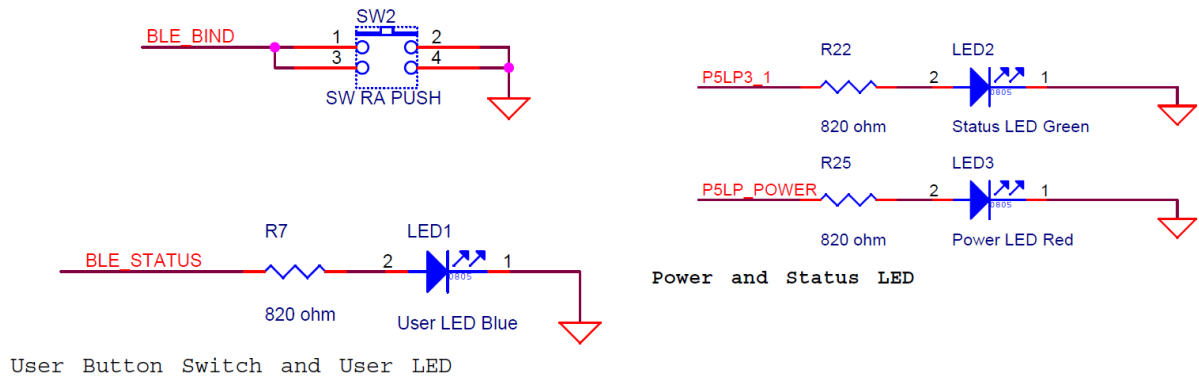 SW2
BLE_BIND
1
2
3
4
SW RA PUSH
R7
LED1
BLE_STATUS
2
1
0805
820 ohm
User LED Blue
User Button Switch and User LED
R22
LED2
P5LP3_1
2
1
0805
820 ohm
Status LED Green
R25
LED3
P5LP_POWER
2
1
0805
820 ohm
Power LED Red
Power and Status LED